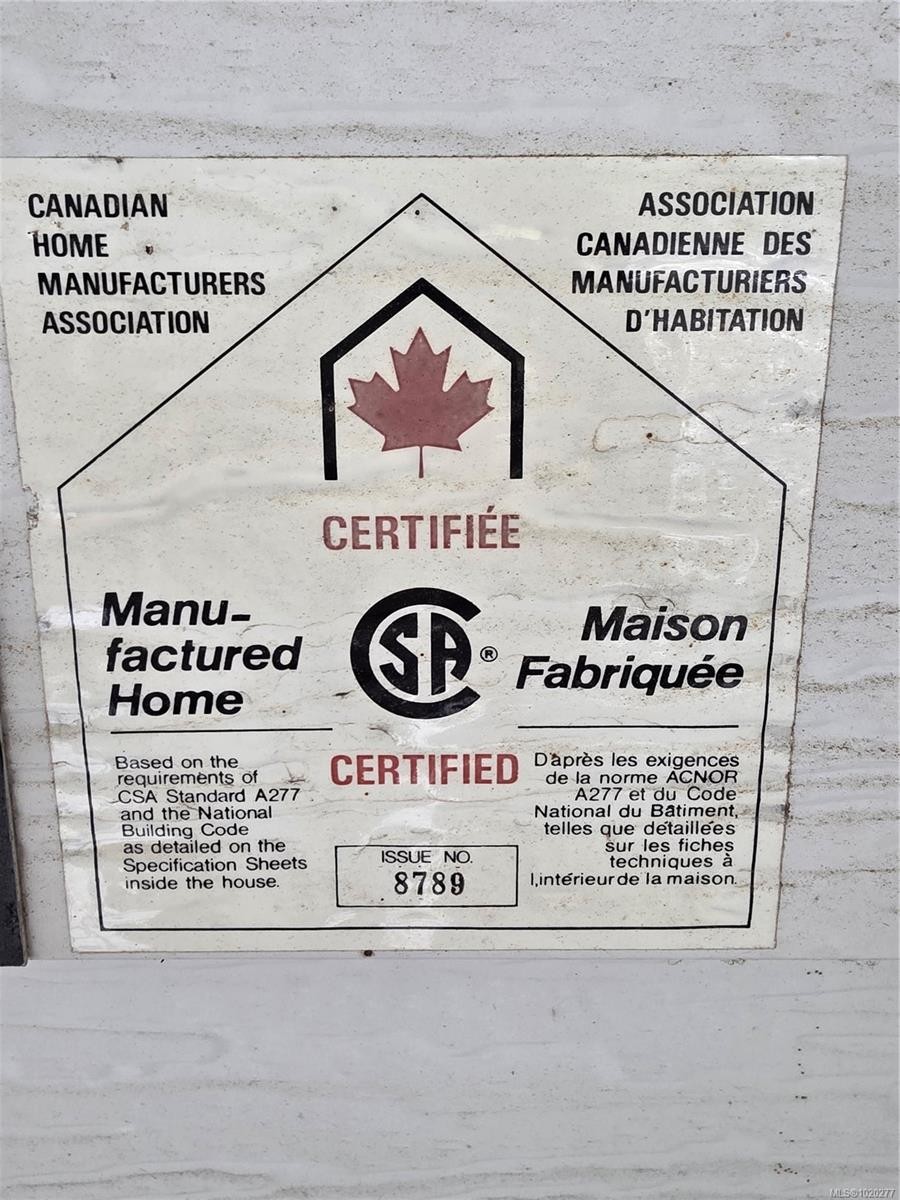 CANADIAN
HOME
MANUFACTURERS
ASSOCIATION
ASSOCIATION
CANADIENNE DES
MANUFACTURIERS
D'HABITATION
CERTIFIÉE
Manu-
factured
Home
CSA®
Maison
Fabriquée
Based on the
requirements of
CSA Standard A277
and the National
Building Code
as detailed on the
Specification Sheets
inside the house.
CERTIFIED
ISSUE NO.
8789
D'après les exigences
de la norme ACNOR
A277 et du Code
National du Bâtiment,
telles que détaillées
sur les fiches
techniques à
l,intérieur de la maison.
MLS®1020277